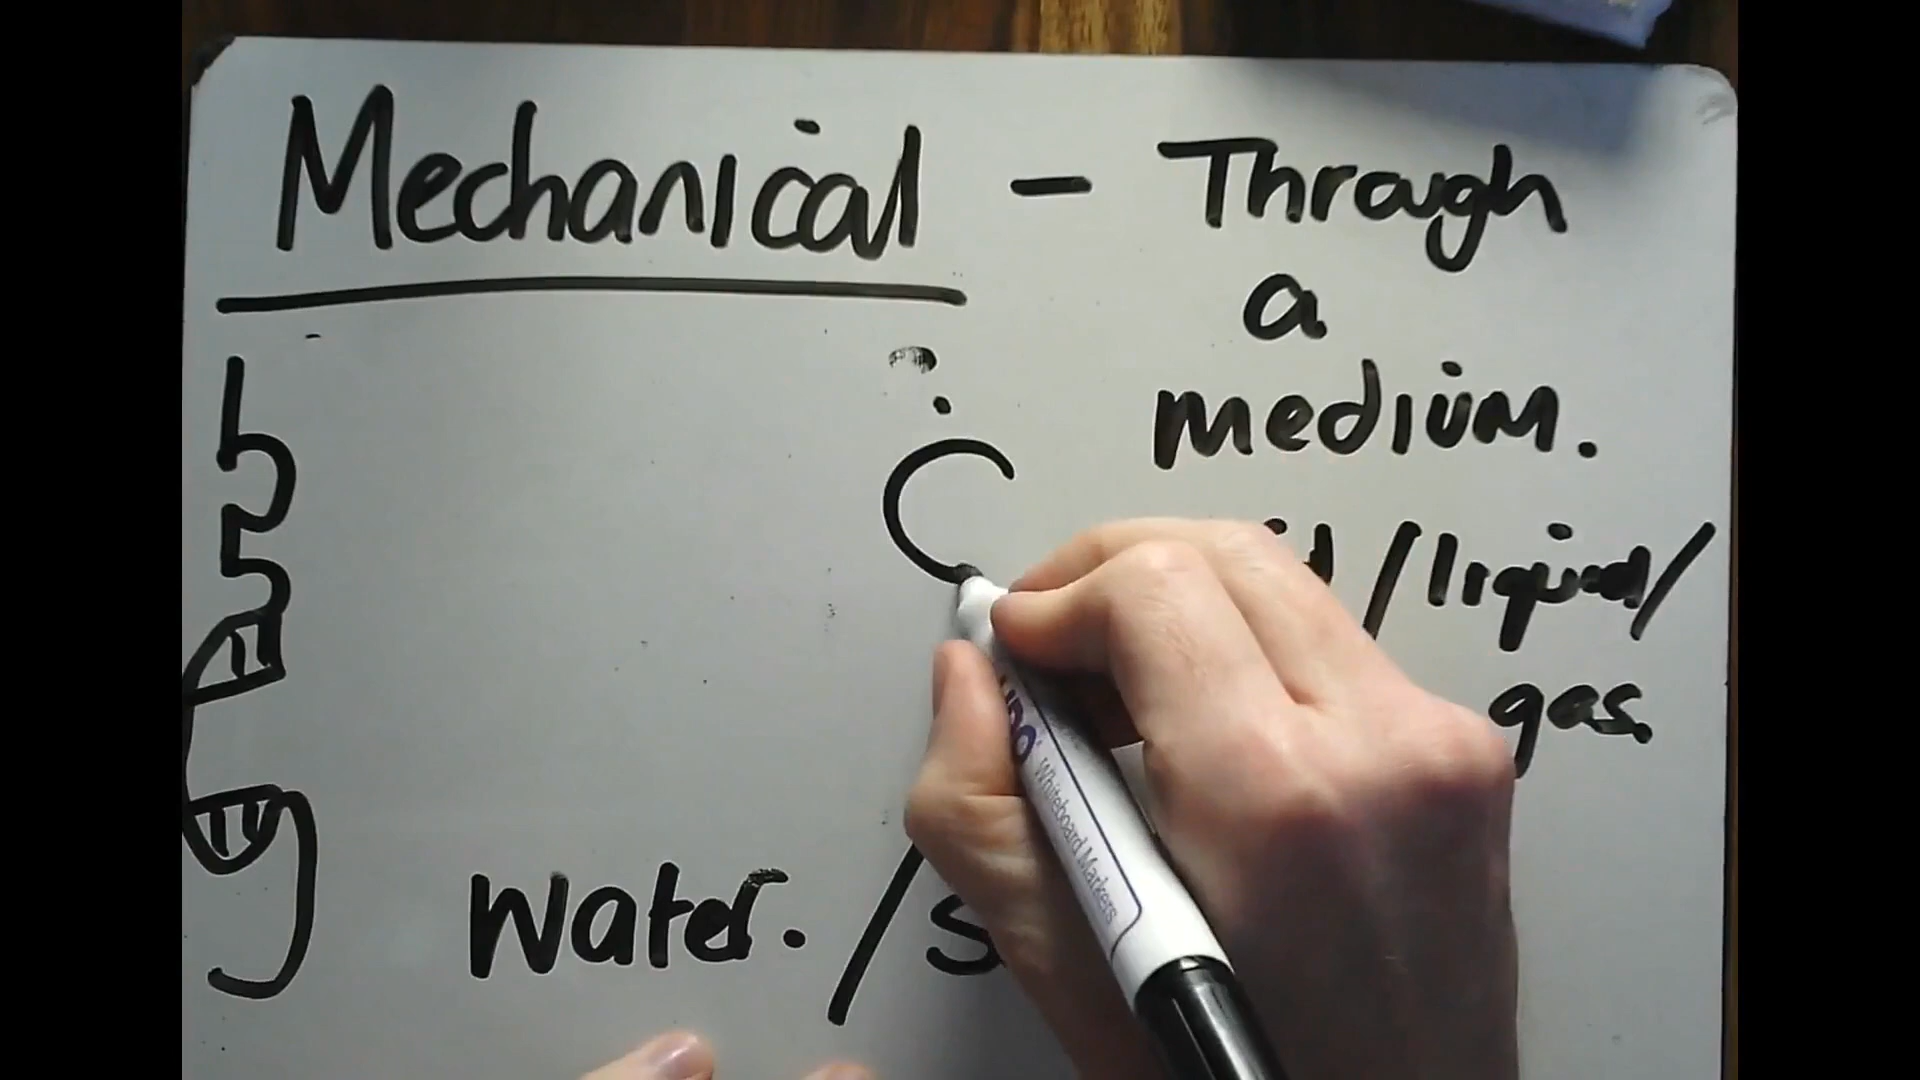 Mechanical - Through
a
medium.
/liquid/
gas.
water. /
Whiteboard Markers